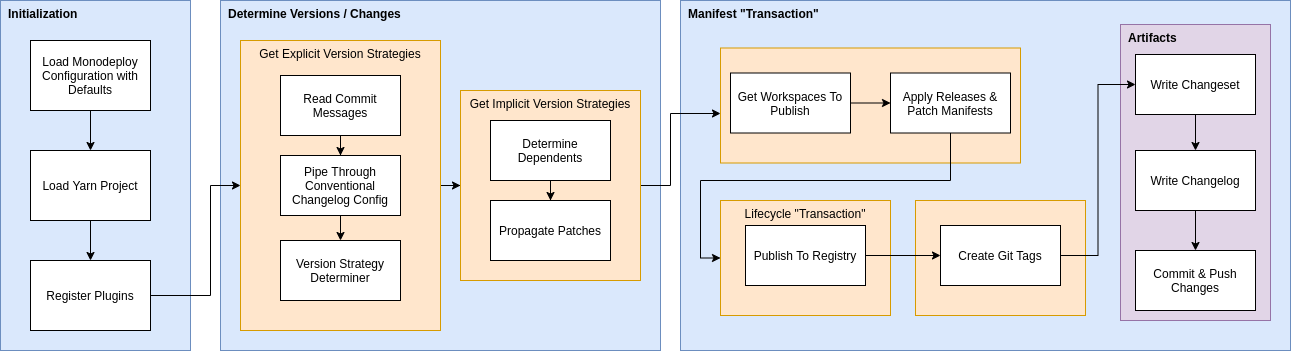 Initialization
Load Monodeploy
Configuration with
Defaults
Load Yarn Project
Register Plugins
Determine Versions / Changes
Get Explicit Version Strategies
Read Commit
Messages
Pipe Through
Conventional
Changelog Config
Version Strategy
Determiner
Get Implicit Version Strategies
Determine
Dependents
Propagate Patches
Manifest "Transaction"
Get Workspaces To
Publish
Apply Releases &
Patch Manifests
Lifecycle "Transaction"
Publish To Registry
Create Git Tags
Artifacts
Write Changeset
Write Changelog
Commit & Push
Changes